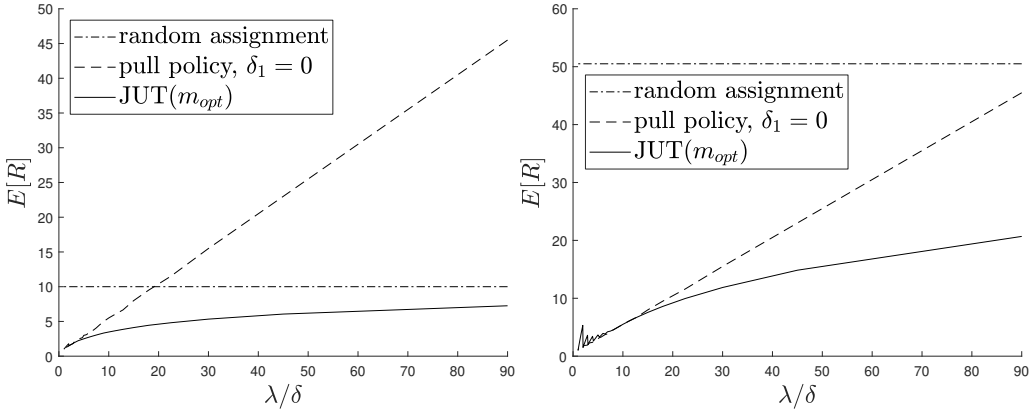 50
45
40
35
30
25
20
15
10
5
0
E[R]
random assignment
pull policy, δ₁ = 0
JUT(mₒₚₜ)
0 10 20 30 40 50 60 70 80 90
λ/δ
60
50
40
30
20
10
0
E[R]
random assignment
pull policy, δ₁ = 0
JUT(mₒₚₜ)
0 10 20 30 40 50 60 70 80 90
λ/δ